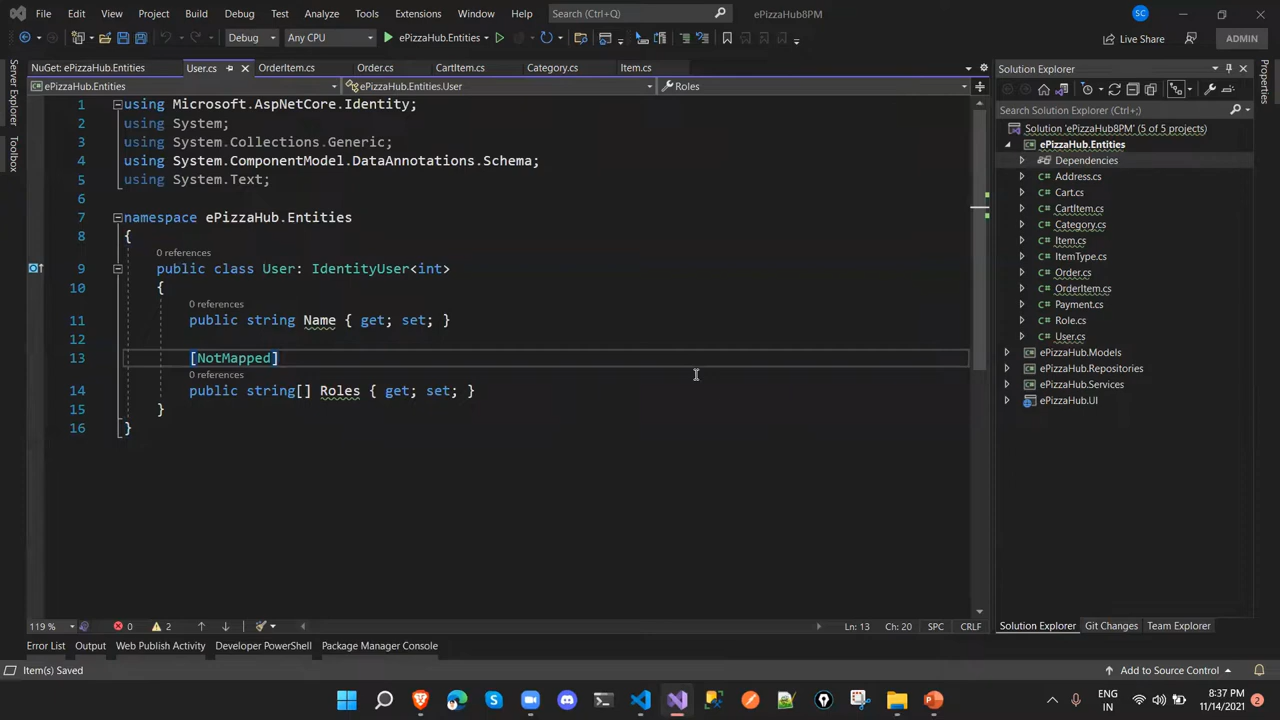 File Edit View Git Project Build Debug Test Analyze Tools Extensions Window Help Search (Ctrl+Q) ePizzaHub8PM SC
Debug Any CPU ePizzaHub.Entities Live Share ADMIN
Server Explorer
Toolbox
NuGet: ePizzaHub.Entities User.cs OrderItem.cs Order.cs CartItem.cs Category.cs Item.cs
ePizzaHub.Entities ePizzaHub.Entities.User Roles
1 using Microsoft.AspNetCore.Identity;
2 using System;
3 using System.Collections.Generic;
4 using System.ComponentModel.DataAnnotations.Schema;
5 using System.Text;
6
7 namespace ePizzaHub.Entities
8 {
0 references
9 public class User: IdentityUser<int>
10 {
0 references
11 public string Name { get; set; }
12
13 [NotMapped]
0 references
14 public string[] Roles { get; set; }
15 }
16 }
119 % 0 2 Ln: 13 Ch: 20 SPC CRLF
Error List Output Web Publish Activity Developer PowerShell Package Manager Console
Solution Explorer
Search Solution Explorer (Ctrl+;)
Solution 'ePizzaHub8PM' (5 of 5 projects)
ePizzaHub.Entities
Dependencies
C# Address.cs
C# Cart.cs
C# CartItem.cs
C# Category.cs
C# Item.cs
C# ItemType.cs
C# Order.cs
C# OrderItem.cs
C# Payment.cs
C# Role.cs
C# User.cs
ePizzaHub.Models
ePizzaHub.Repositories
ePizzaHub.Services
ePizzaHub.UI
Solution Explorer Git Changes Team Explorer
Properties
Item(s) Saved Add to Source Control 2
ENG
IN
8:37 PM
11/14/2021
2